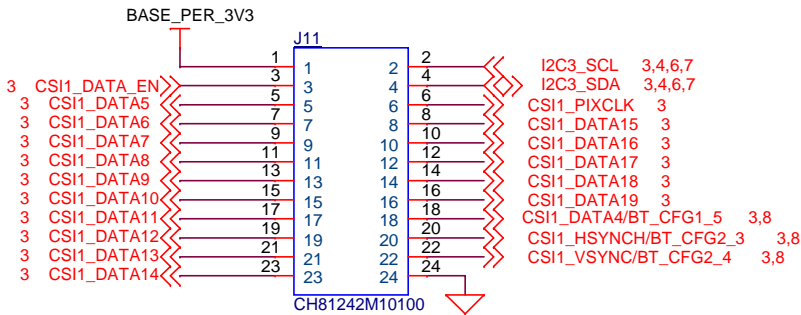 BASE_PER_3V3
J11
1 1 2 2 I2C3_SCL 3,4,6,7
3 CSI1_DATA_EN 3 3 4 4 I2C3_SDA 3,4,6,7
3 CSI1_DATA5 5 5 6 6 CSI1_PIXCLK 3
3 CSI1_DATA6 7 7 8 8 CSI1_DATA15 3
3 CSI1_DATA7 9 9 10 10 CSI1_DATA16 3
3 CSI1_DATA8 11 11 12 12 CSI1_DATA17 3
3 CSI1_DATA9 13 13 14 14 CSI1_DATA18 3
3 CSI1_DATA10 15 15 16 16 CSI1_DATA19 3
3 CSI1_DATA11 17 17 18 18 CSI1_DATA4/BT_CFG1_5 3,8
3 CSI1_DATA12 19 19 20 20 CSI1_HSYNCH/BT_CFG2_3 3,8
3 CSI1_DATA13 21 21 22 22 CSI1_VSYNC/BT_CFG2_4 3,8
3 CSI1_DATA14 23 23 24 24
CH81242M10100